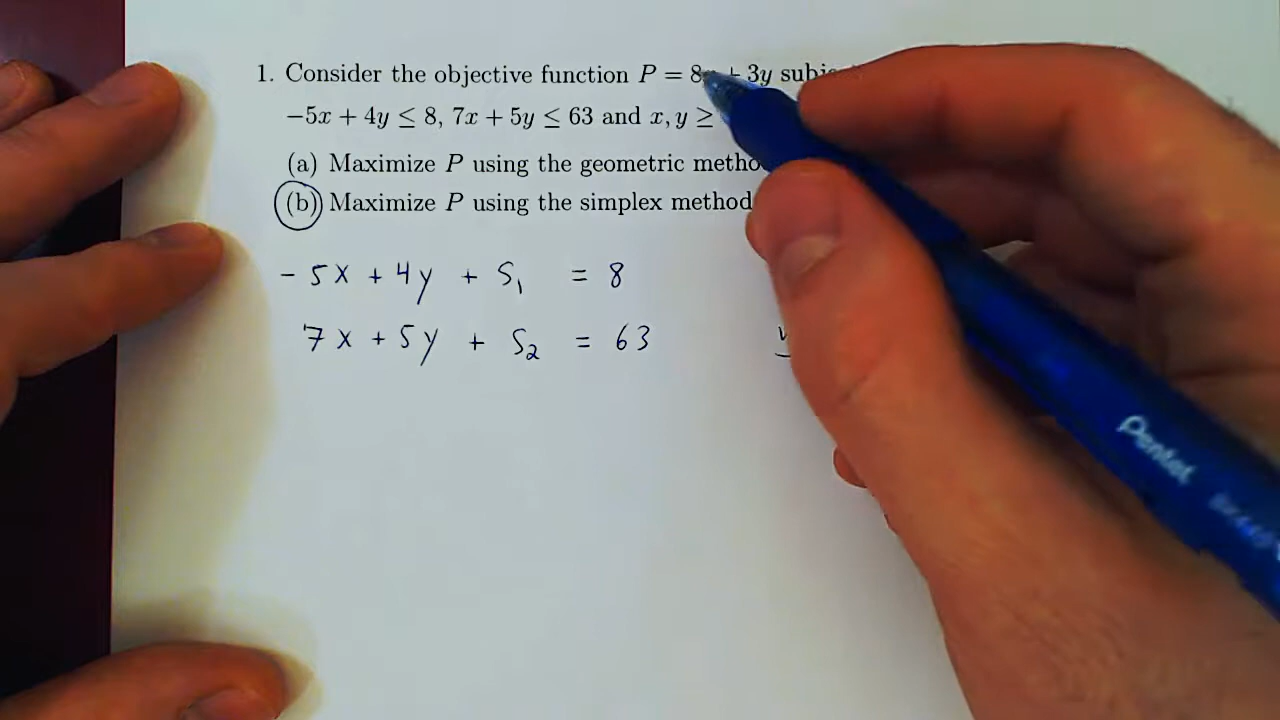 1. Consider the objective function P = 8x + 3y
−5x + 4y ≤ 8, 7x + 5y ≤ 63 and x, y ≥
(a) Maximize P using the geometric
(b) Maximize P using the simplex method
- 5x + 4y + S₁ = 8
7x + 5y + S₂ = 63
Pentel